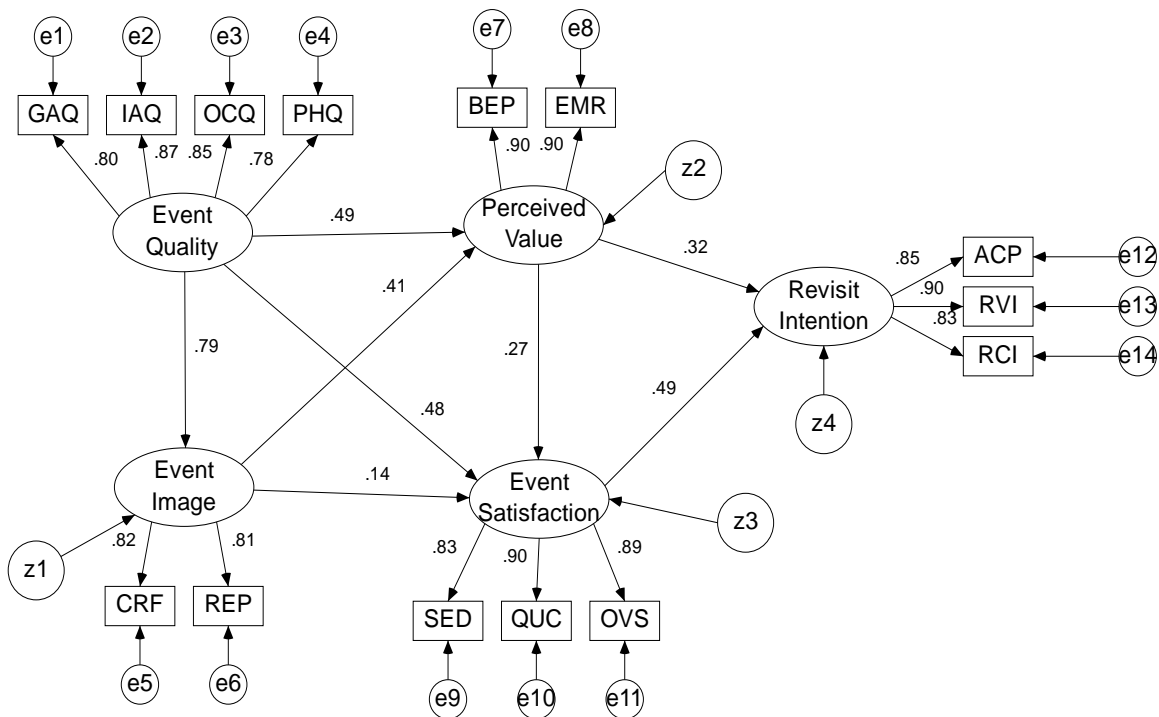 e1
e2
e3
e4
e7
e8
GAQ
IAQ
OCQ
PHQ
BEP
EMR
.80
.87
.85
.78
.90
.90
z2
Event
Quality
.49
Perceived
Value
.32
.41
.85
ACP
e12
.90
RVI
e13
.83
RCI
e14
Revisit
Intention
.79
.27
.48
.49
z4
Event
Image
.14
Event
Satisfaction
z3
z1
.82
.81
.83
.90
.89
CRF
REP
SED
QUC
OVS
e5
e6
e9
e10
e11